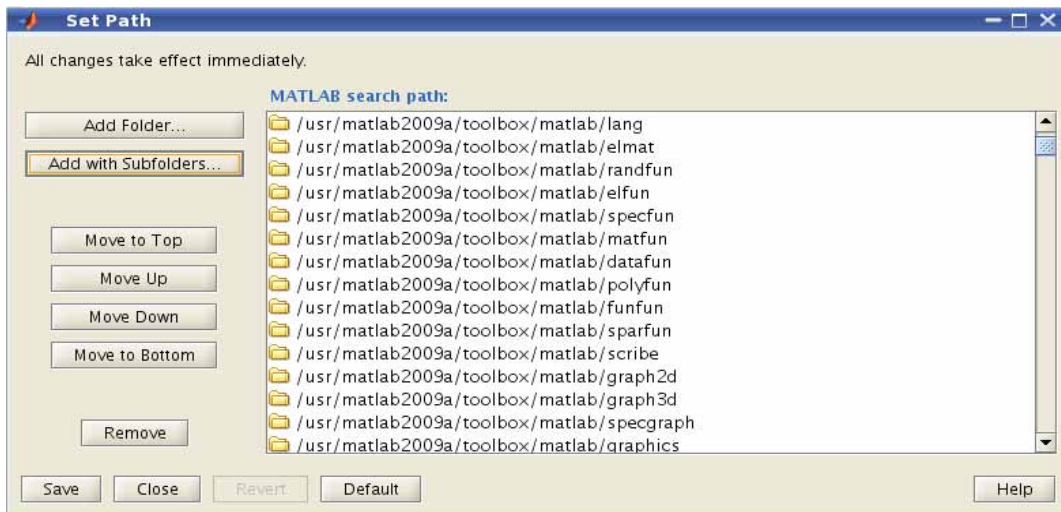 Set Path
All changes take effect immediately.
MATLAB search path:
Add Folder...
Add with Subfolders...
Move to Top
Move Up
Move Down
Move to Bottom
Remove
/usr/matlab2009a/toolbox/matlab/lang
/usr/matlab2009a/toolbox/matlab/elmat
/usr/matlab2009a/toolbox/matlab/randfun
/usr/matlab2009a/toolbox/matlab/elfun
/usr/matlab2009a/toolbox/matlab/specfun
/usr/matlab2009a/toolbox/matlab/matfun
/usr/matlab2009a/toolbox/matlab/datafun
/usr/matlab2009a/toolbox/matlab/polyfun
/usr/matlab2009a/toolbox/matlab/funfun
/usr/matlab2009a/toolbox/matlab/sparfun
/usr/matlab2009a/toolbox/matlab/scribe
/usr/matlab2009a/toolbox/matlab/graph2d
/usr/matlab2009a/toolbox/matlab/graph3d
/usr/matlab2009a/toolbox/matlab/specgraph
/usr/matlab2009a/toolbox/matlab/graphics
Save
Close
Revert
Default
Help